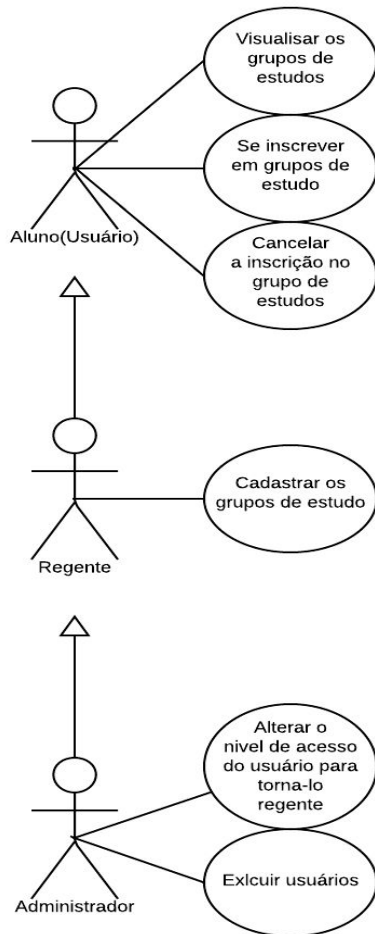 Visualisar os
grupos de
estudos
Se inscrever
em grupos de
estudo
Aluno(Usuário)
Cancelar
a inscrição no
grupo de
estudos
Cadastrar os
grupos de estudo
Regente
Alterar o
nivel de acesso
do usuário para
torna-lo
regente
Exlcuir usuários
Administrador